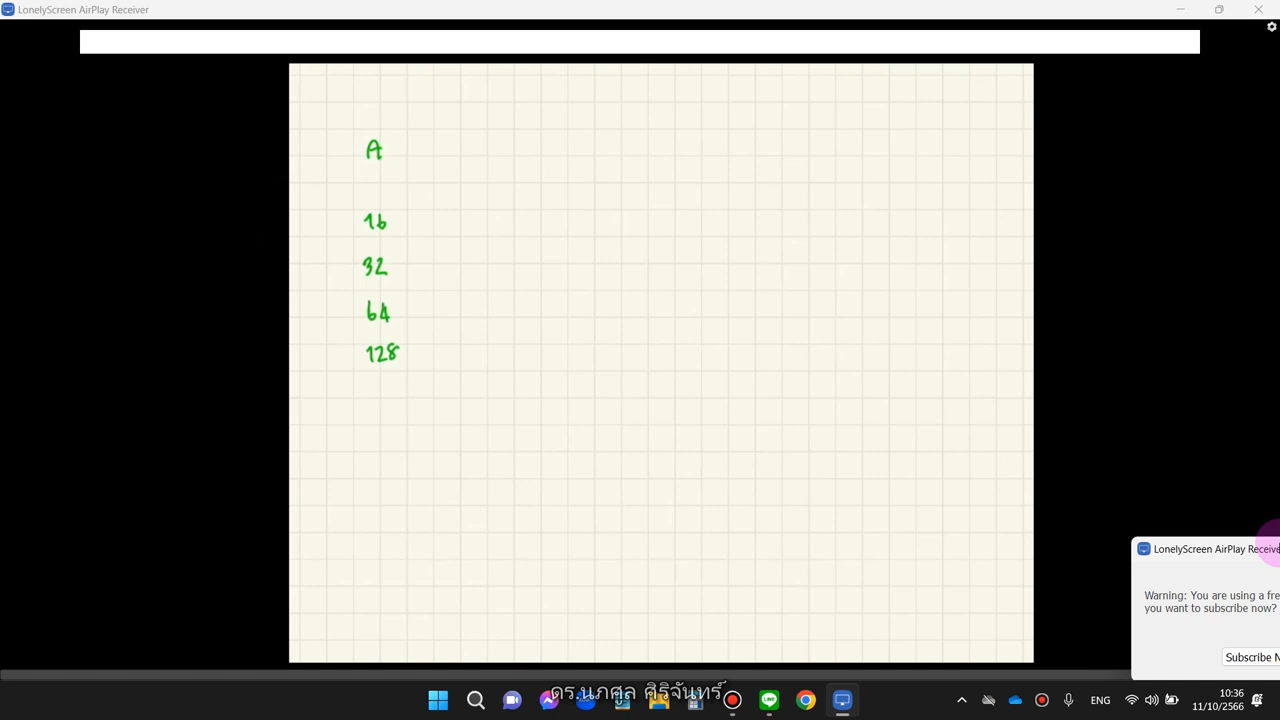 LonelyScreen AirPlay Receiver
A
16
32
64
128
LonelyScreen AirPlay Receive
Warning: You are using a fre
you want to subscribe now?
Subscribe N
ดร.นภศูล ศิริจันทร์
ENG
10:36
11/10/2566